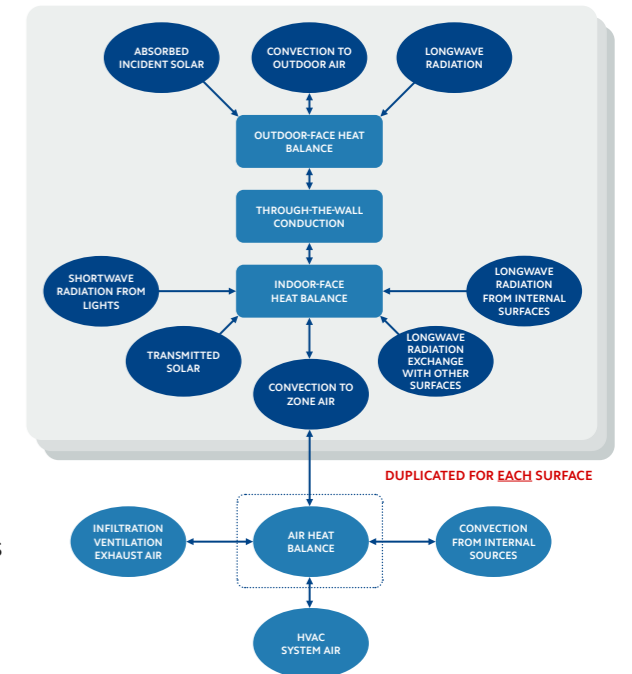 ABSORBED
INCIDENT SOLAR
CONVECTION TO
OUTDOOR AIR
LONGWAVE
RADIATION
OUTDOOR-FACE HEAT
BALANCE
THROUGH-THE-WALL
CONDUCTION
SHORTWAVE
RADIATION FROM
LIGHTS
INDOOR-FACE
HEAT BALANCE
LONGWAVE
RADIATION
FROM INTERNAL
SURFACES
TRANSMITTED
SOLAR
CONVECTION TO
ZONE AIR
LONGWAVE
RADIATION
EXCHANGE
WITH OTHER
SURFACES
DUPLICATED FOR EACH SURFACE
INFILTRATION
VENTILATION
EXHAUST AIR
AIR HEAT
BALANCE
CONVECTION
FROM INTERNAL
SOURCES
HVAC
SYSTEM AIR
s